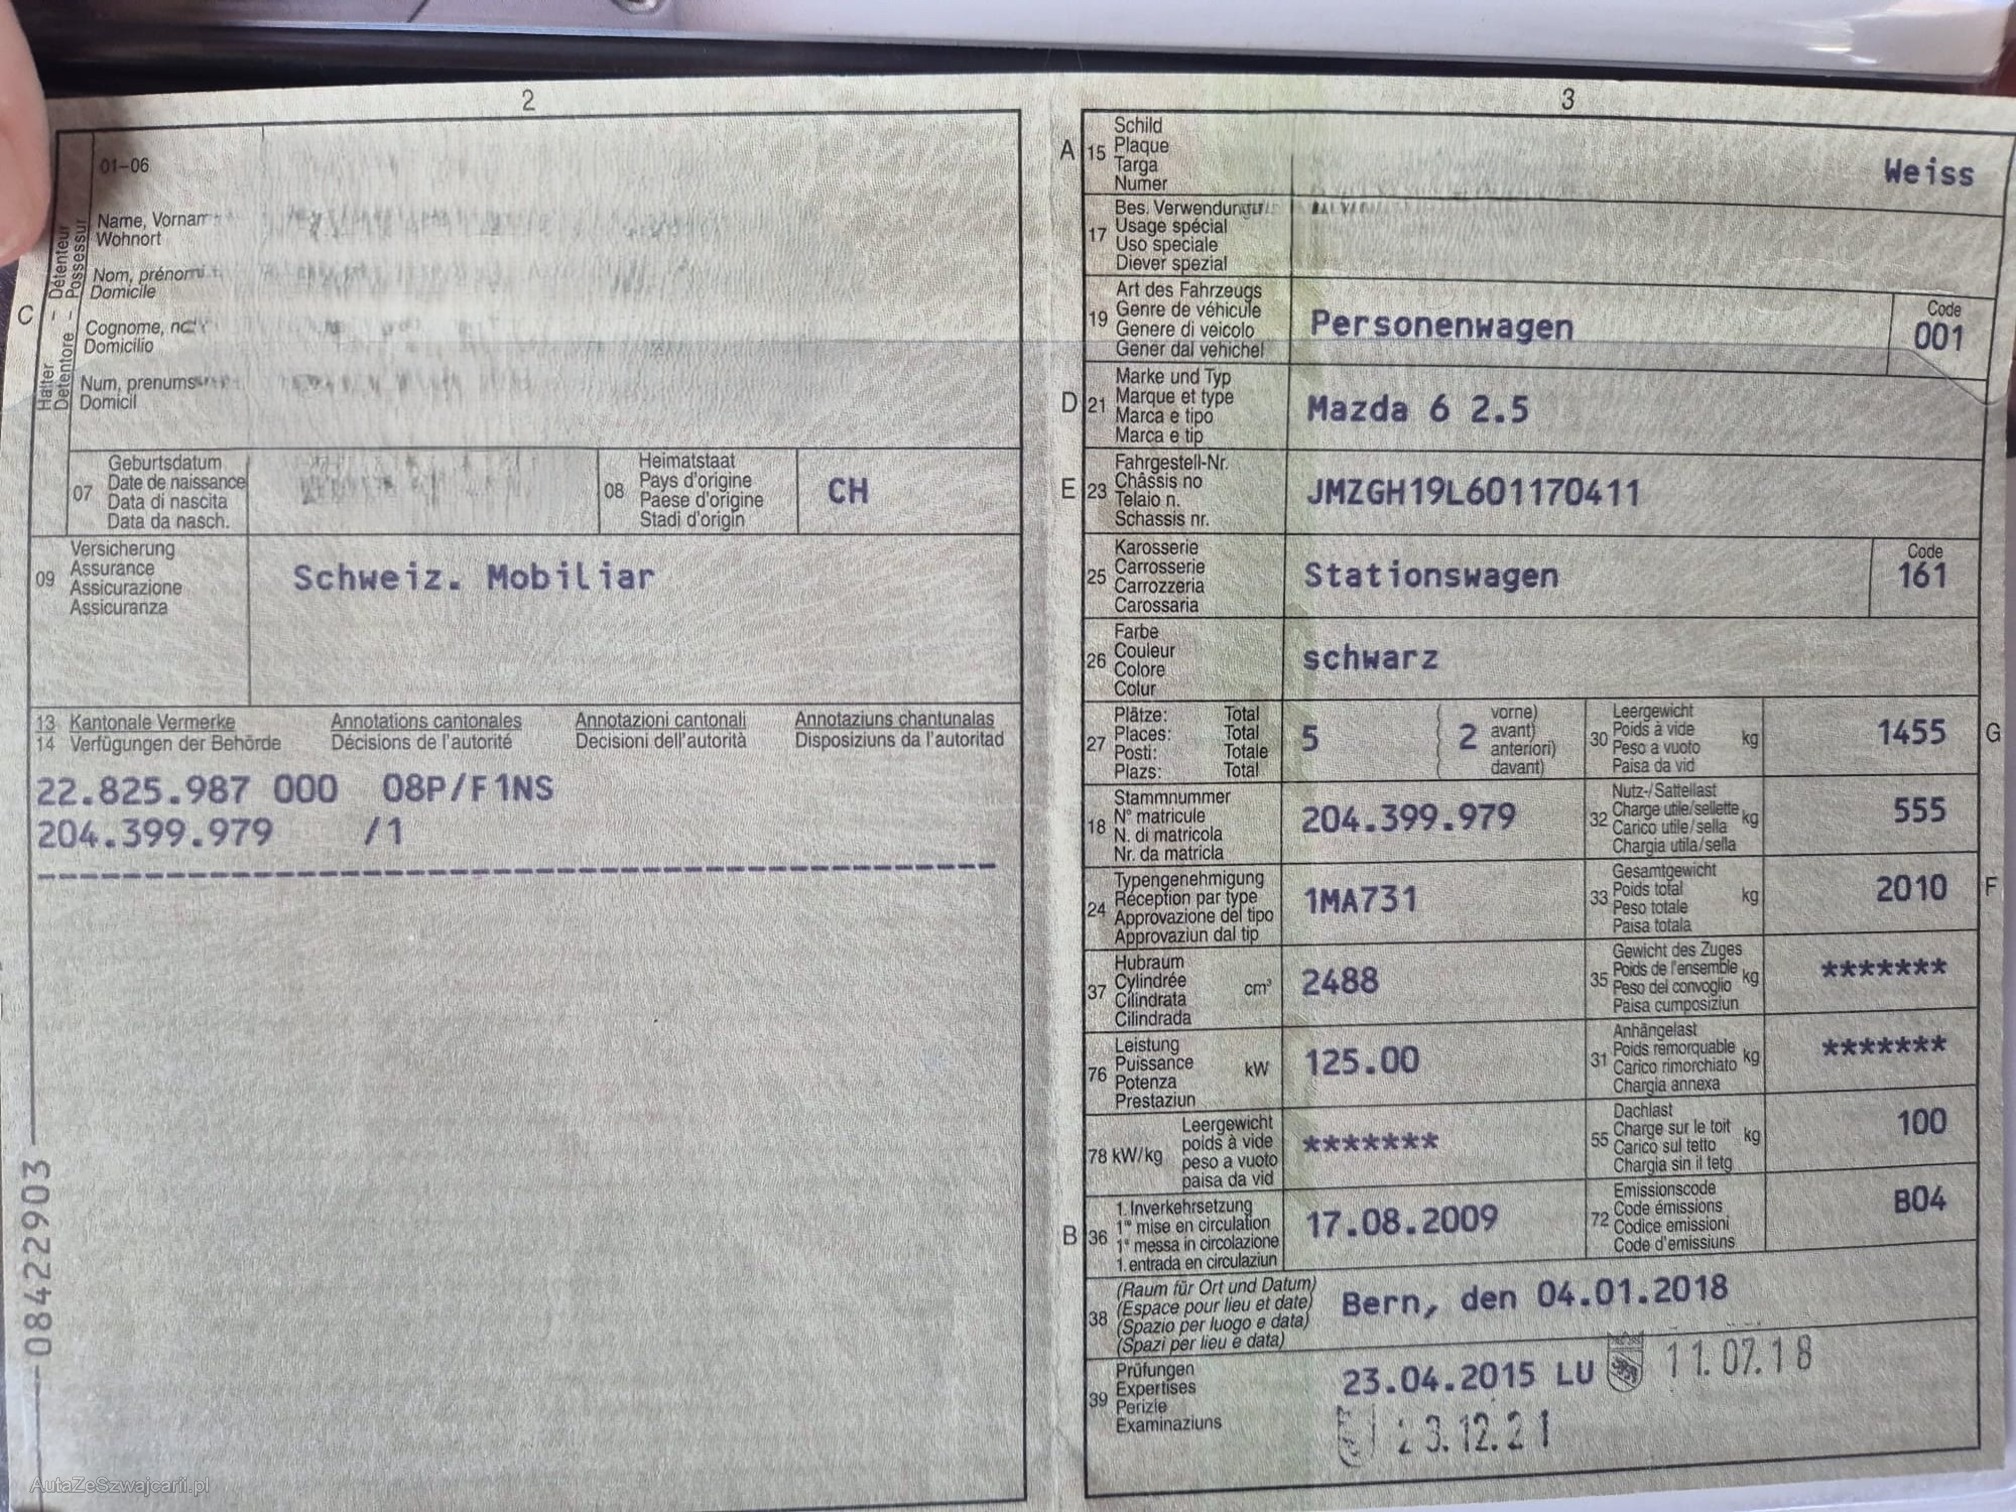 2
01-06
Name, Vornam
Wohnort
Nom, prénom
Domicile
Cognome,
Domicilio
Num, prenums
Domicil
C
Halter – Détenteur
Detentore – Possessur
07
Geburtsdatum
Date de naissance
Data di nascita
Data da nasch.
08
Heimatstaat
Pays d'origine
Paese d'origine
Stadi d'origin
CH
09
Versicherung
Assurance
Assicurazione
Assicuranza
Schweiz. Mobiliar
13 Kantonale Vermerke Annotations cantonales Annotazioni cantonali Annotaziuns chantunalas
14 Verfügungen der Behörde Décisions de l'autorité Decisioni dell'autorità Disposiziuns da l'autoritad
22.825.987 000 08P/F1NS
204.399.979 /1
084222903
3
A 15
Schild
Plaque
Targa
Numer
Weiss
17
Bes. Verwendung
Usage spécial
Uso speciale
Diever spezial
19
Art des Fahrzeugs
Genre de véhicule
Genere di veicolo
Gener dal vehichel
Personenwagen
Code
001
D 21
Marke und Typ
Marque et type
Marca e tipo
Marca e tip
Mazda 6 2.5
E 23
Fahrgestell-Nr.
Châssis no
Telaio n.
Schassis nr.
JMZGH19L601170411
25
Karosserie
Carrosserie
Carrozzeria
Carossaria
Stationswagen
Code
161
26
Farbe
Couleur
Colore
Colur
schwarz
27
Plätze: Total
Places: Total
Posti: Totale
Plazs: Total
5
2
vorne)
avant)
anteriori)
davant)
30
Leergewicht
Poids à vide
Peso a vuoto
Paisa da vid
kg
1455
G
18
Stammnummer
N° matricule
N. di matricola
Nr. da matricla
204.399.979
32
Nutz-/Sattellast
Charge utile/sellette
Carico utile/sella
Chargia utila/sella
kg
555
24
Typengenehmigung
Réception par type
Approvazione del tipo
Approvaziun dal tip
1MA731
33
Gesamtgewicht
Poids total
Peso totale
Paisa totala
kg
2010
F
37
Hubraum
Cylindrée
Cilindrata
Cilindrada
cm³
2488
35
Gewicht des Zuges
Poids de l'ensemble
Peso del convoglio
Paisa cumposiziun
kg
*******
76
Leistung
Puissance
Potenza
Prestaziun
kW
125.00
31
Anhängelast
Poids remorquable
Carico rimorchiato
Chargia annexa
kg
*******
78 kW/kg
Leergewicht
poids à vide
peso a vuoto
paisa da vid
*******
55
Dachlast
Charge sur le toit
Carico sul tetto
Chargia sin il tetg
kg
100
B 36
1. Inverkehrsetzung
1re mise en circulation
1a messa in circolazione
1. entrada en circulaziun
17.08.2009
72
Emissionscode
Code émissions
Codice emissioni
Code d'emissiuns
B04
38
(Raum für Ort und Datum)
(Espace pour lieu et date)
(Spazio per luogo e data)
(Spazi per lieu e data)
Bern, den 04.01.2018
39
Prüfungen
Expertises
Perizie
Examinaziuns
23.04.2015 LU 11.07.18
23.12.21
AutaZeSzwajcarii.pl